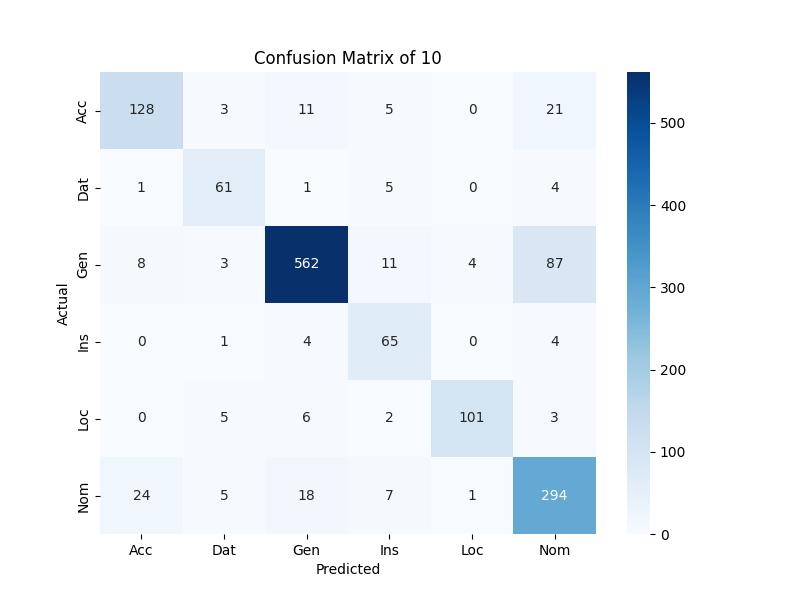 Confusion Matrix of 10
Acc 128 3 11 5 0 21
Dat 1 61 1 5 0 4
Gen 8 3 562 11 4 87
Ins 0 1 4 65 0 4
Loc 0 5 6 2 101 3
Nom 24 5 18 7 1 294
Acc Dat Gen Ins Loc Nom
Predicted
Actual
500
400
300
200
100
0